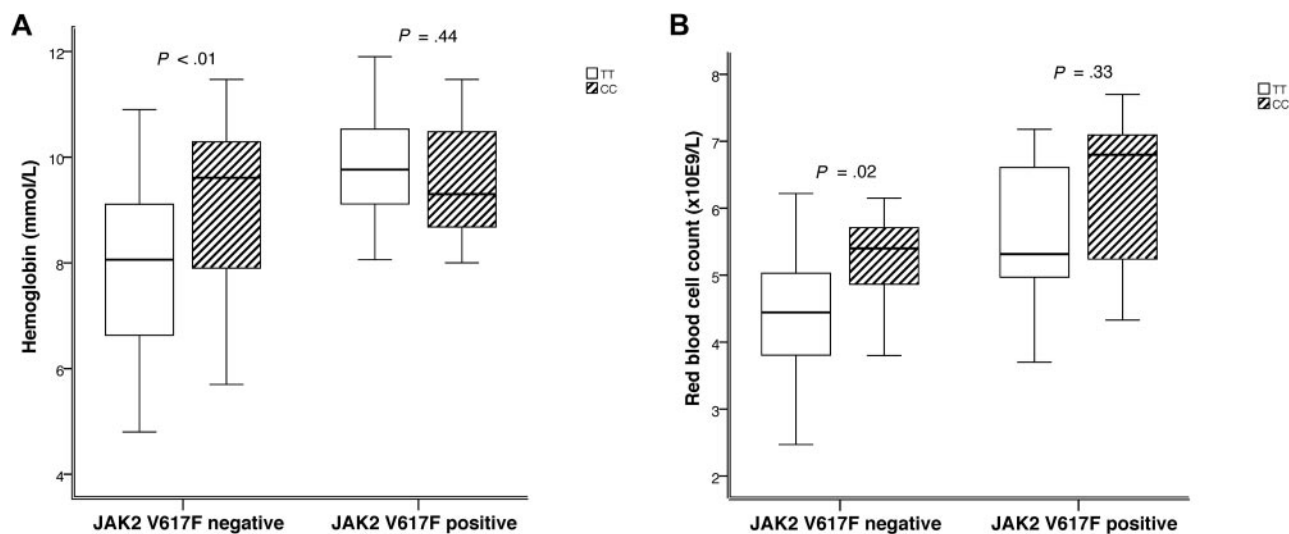 A
Hemoglobin (mmol/L)
12
10
8
6
4
P < .01
P = .44
TT
CC
JAK2 V617F negative
JAK2 V617F positive
B
Red blood cell count (x10E9/L)
8
7
6
5
4
3
2
P = .02
P = .33
TT
CC
JAK2 V617F negative
JAK2 V617F positive